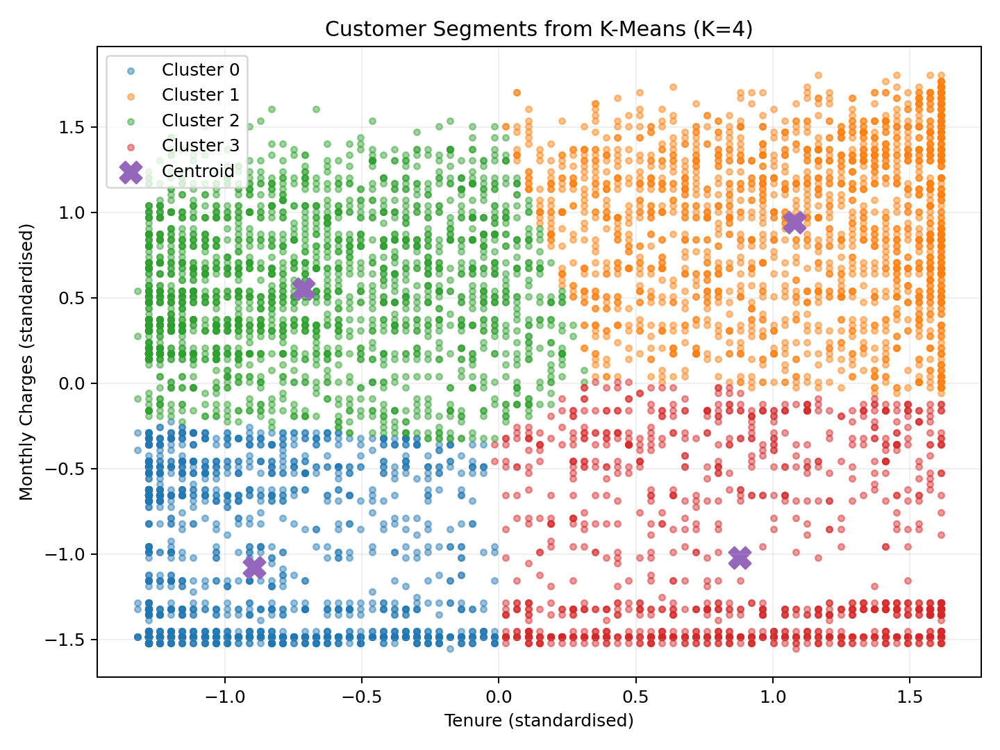 Customer Segments from K-Means (K=4)
Cluster 0
Cluster 1
Cluster 2
Cluster 3
Centroid
Monthly Charges (standardised)
1.5
1.0
0.5
0.0
−0.5
−1.0
−1.5
−1.0
−0.5
0.0
0.5
1.0
1.5
Tenure (standardised)